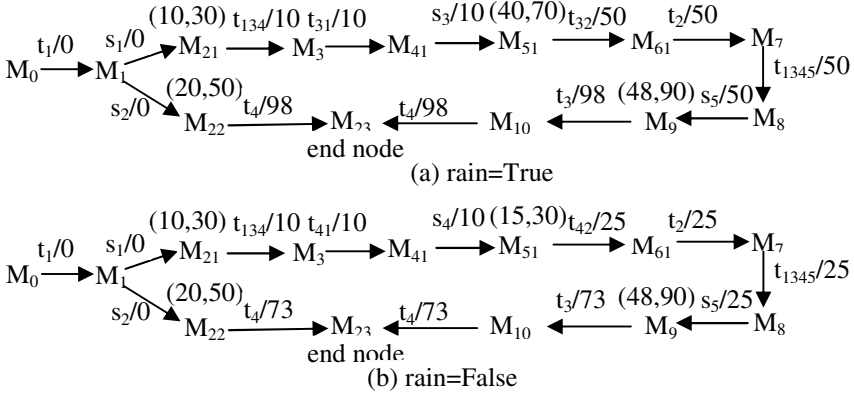 (10,30) t₁₃₄/10 t₃₁/10 s₃/10 (40,70) t₃₂/50 t₂/50
t₁/0 s₁/0
M₀ M₁ M₂₁ M₃ M₄₁ M₅₁ M₆₁ M₇
t₁₃₄₅/50
s₂/0 (20,50) t₄/98 t₄/98 t₃/98 (48,90) s₅/50
M₂₂ M₂₃ M₁₀ M₉ M₈
end node
(a) rain=True
(10,30) t₁₃₄/10 t₄₁/10 s₄/10 (15,30) t₄₂/25 t₂/25
t₁/0 s₁/0
M₀ M₁ M₂₁ M₃ M₄₁ M₅₁ M₆₁ M₇
t₁₃₄₅/25
s₂/0 (20,50) t₄/73 t₄/73 t₃/73 (48,90) s₅/25
M₂₂ M₂₃ M₁₀ M₉ M₈
end node
(b) rain=False